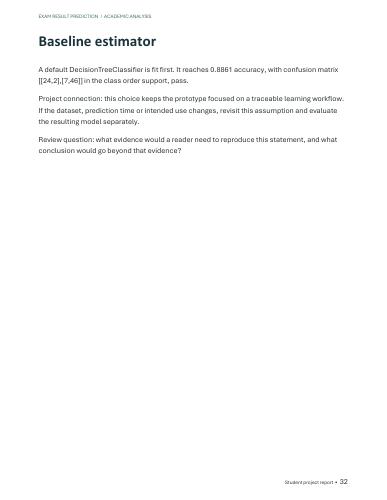 EXAM RESULT PREDICTION | ACADEMIC ANALYSIS
Baseline estimator
A default DecisionTreeClassifier is fit first. It reaches 0.8861 accuracy, with confusion matrix
[[24,2],[7,46]] in the class order support, pass.
Project connection: this choice keeps the prototype focused on a traceable learning workflow.
If the dataset, prediction time or intended use changes, revisit this assumption and evaluate
the resulting model separately.
Review question: what evidence would a reader need to reproduce this statement, and what
conclusion would go beyond that evidence?
Student project report • 32